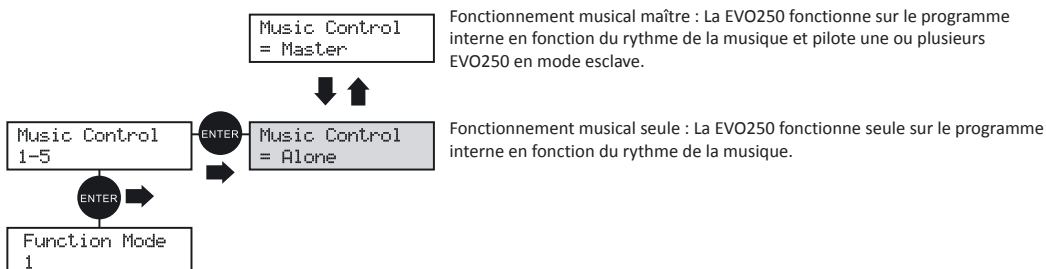 Music Control
= Master
Fonctionnement musical maître : La EVO250 fonctionne sur le programme
interne en fonction du rythme de la musique et pilote une ou plusieurs
EVO250 en mode esclave.
Music Control
1-5
ENTER
Music Control
= Alone
Fonctionnement musical seule : La EVO250 fonctionne seule sur le programme
interne en fonction du rythme de la musique.
ENTER
Function Mode
1